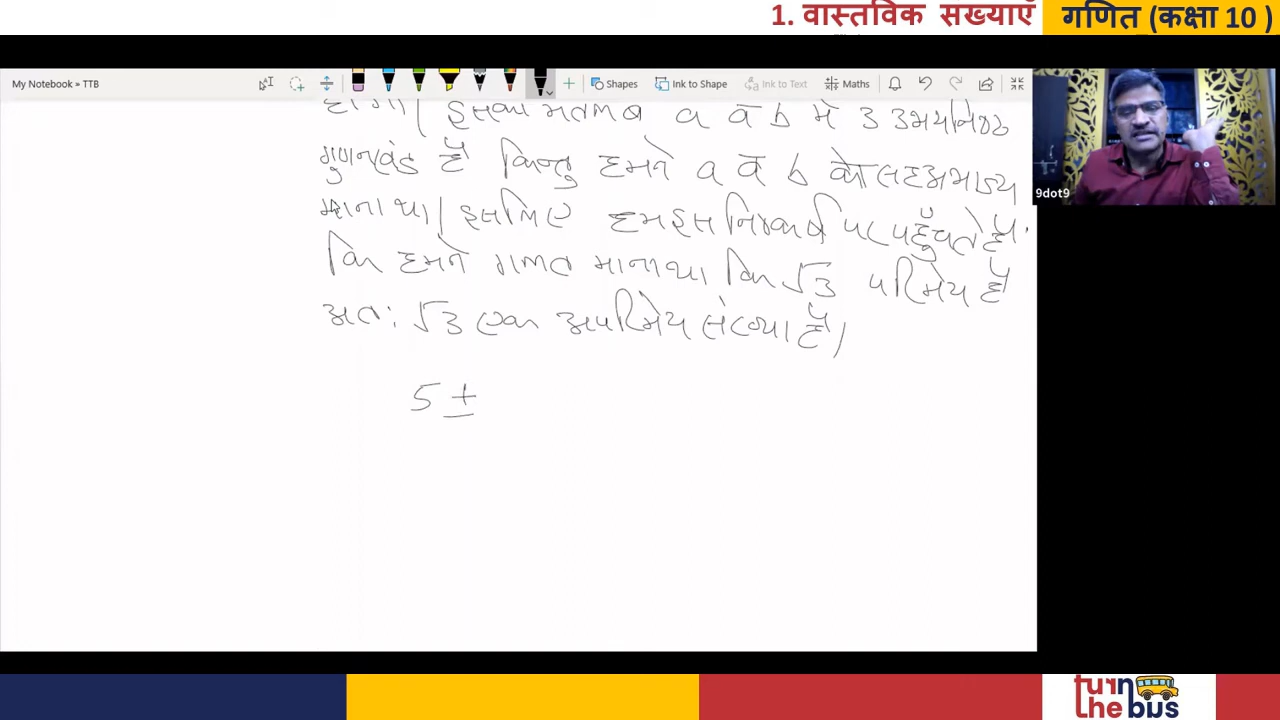 1. वास्तविक संख्याएँ
गणित (कक्षा 10 )
My Notebook » TTB
Shapes
Ink to Shape
Ink to Text
Maths
होगा| इसका मतलब a व b में 3 उभयनिष्ठ
गुणनखंड है किन्तु हमने a व b को सहअभाज्य
माना था| इसलिए हम इस निष्कर्ष पर पहुँचते हैं
कि हमने गलत माना था कि √3 परिमेय है
अतः √3 एक अपरिमेय संख्या है|
5 ±
9dot9
turn
the bus